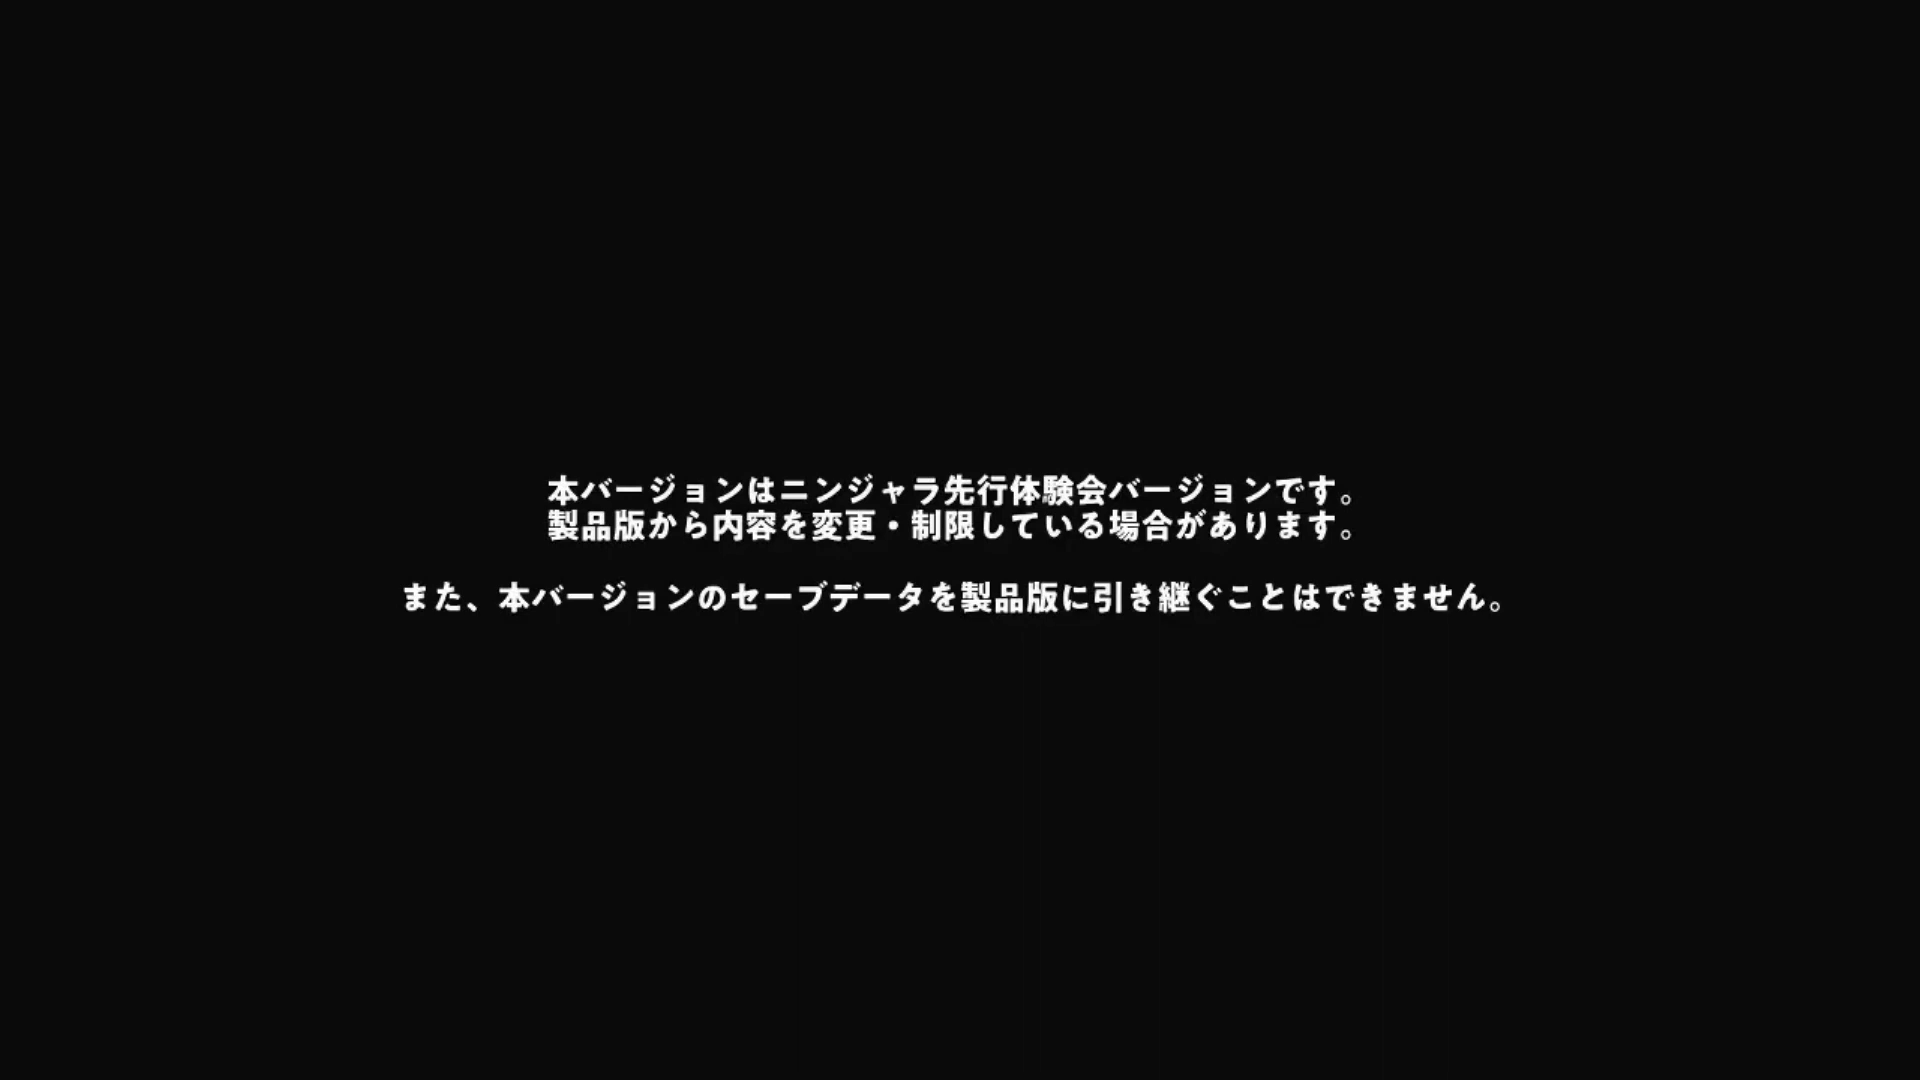 本バージョンはニンジャラ先行体験会バージョンです。
製品版から内容を変更・制限している場合があります。
また、本バージョンのセーブデータを製品版に引き継ぐことはできません。